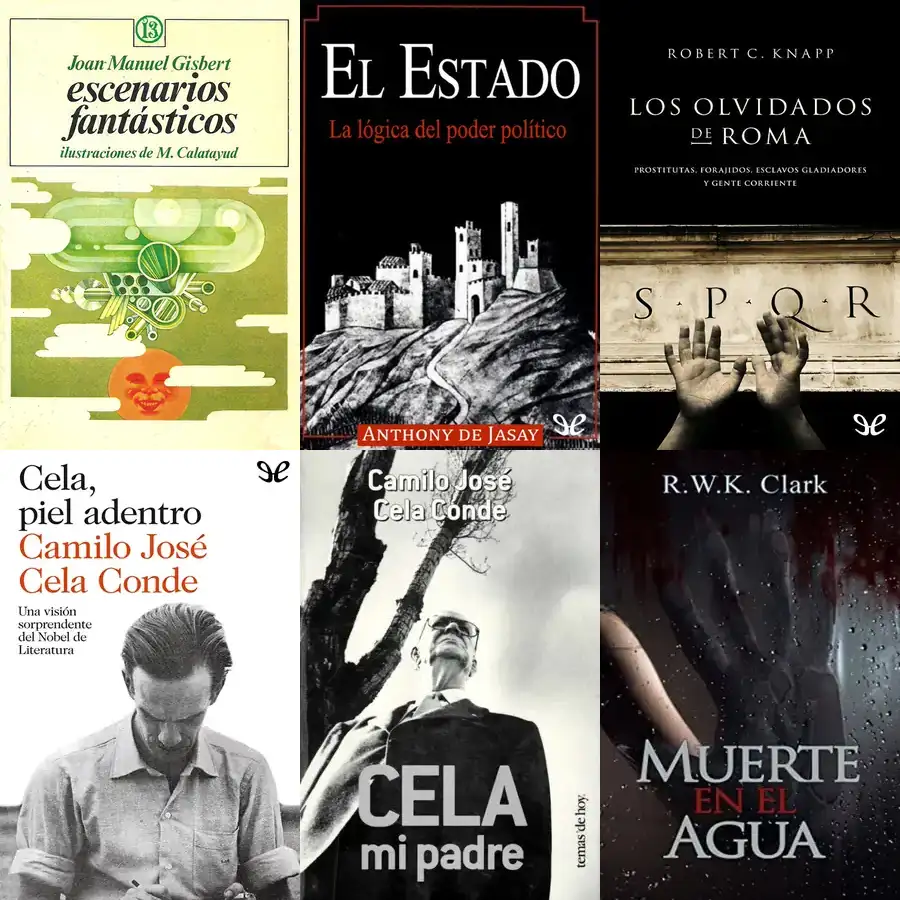 13
Joan Manuel Gisbert
escenarios
fantásticos
ilustraciones de M. Calatayud
EL ESTADO
La lógica del poder político
ANTHONY DE JASAY
ROBERT C. KNAPP
LOS OLVIDADOS
DE ROMA
PROSTITUTAS, FORAJIDOS, ESCLAVOS GLADIADORES
Y GENTE CORRIENTE
S·P·Q·R
Cela,
piel adentro
Camilo José
Cela Conde
Una visión
sorprendente
del Nobel de
Literatura
Camilo José
Cela Conde
CELA
mi padre
temas de hoy.
R.W.K. Clark
MUERTE
EN EL
AGUA